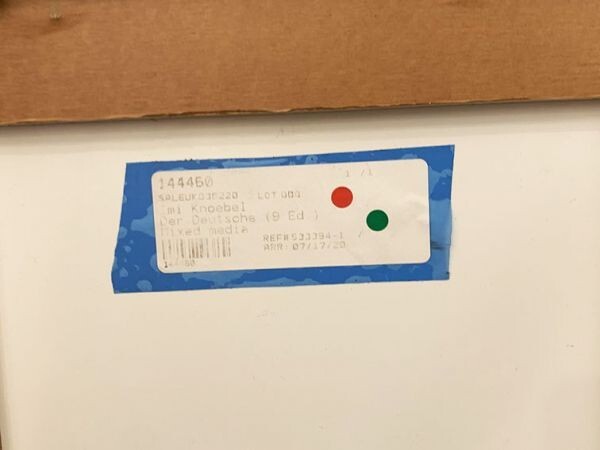 144460
1 /1
SALEUK035220 LOT 000
Imi Knoebel
Der Deutsche (9 Ed.)
Mixed media
REF# 533394-1
ARR: 07/17/20